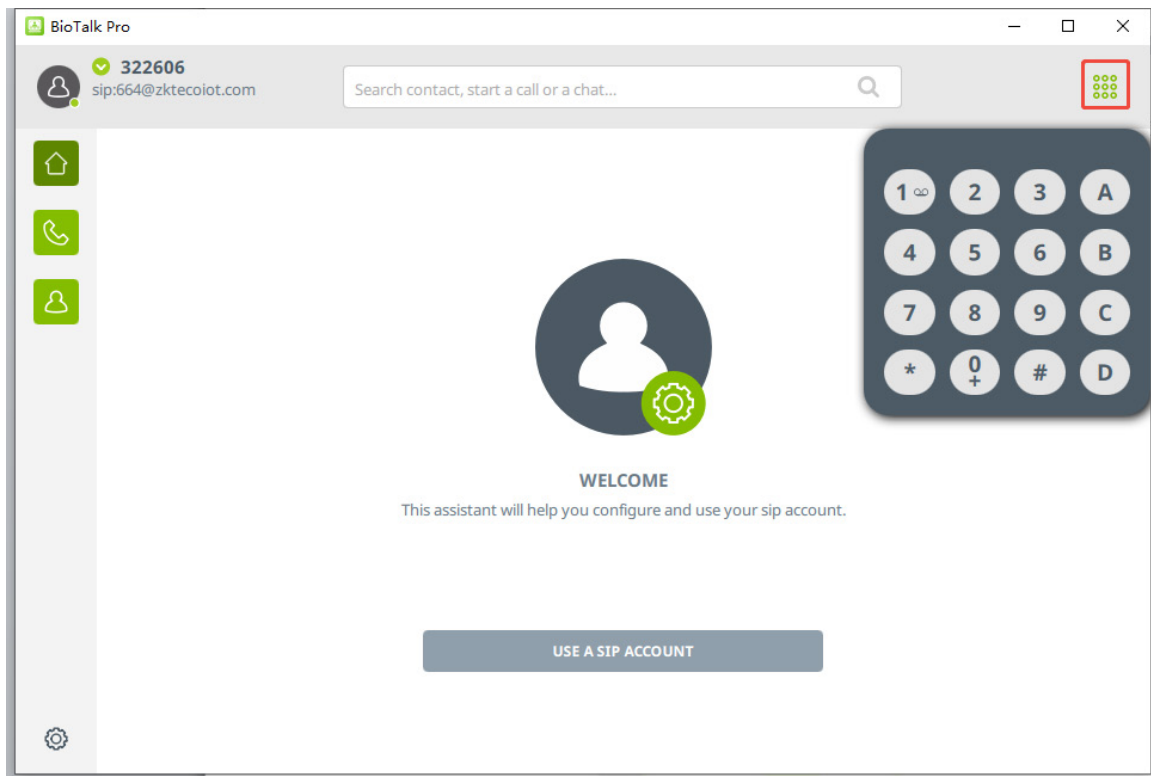 BioTalk Pro
322606
sip:664@zktecoiot.com
Search contact, start a call or a chat...
1 2 3 A
4 5 6 B
7 8 9 C
* 0 # D
+
WELCOME
This assistant will help you configure and use your sip account.
USE A SIP ACCOUNT